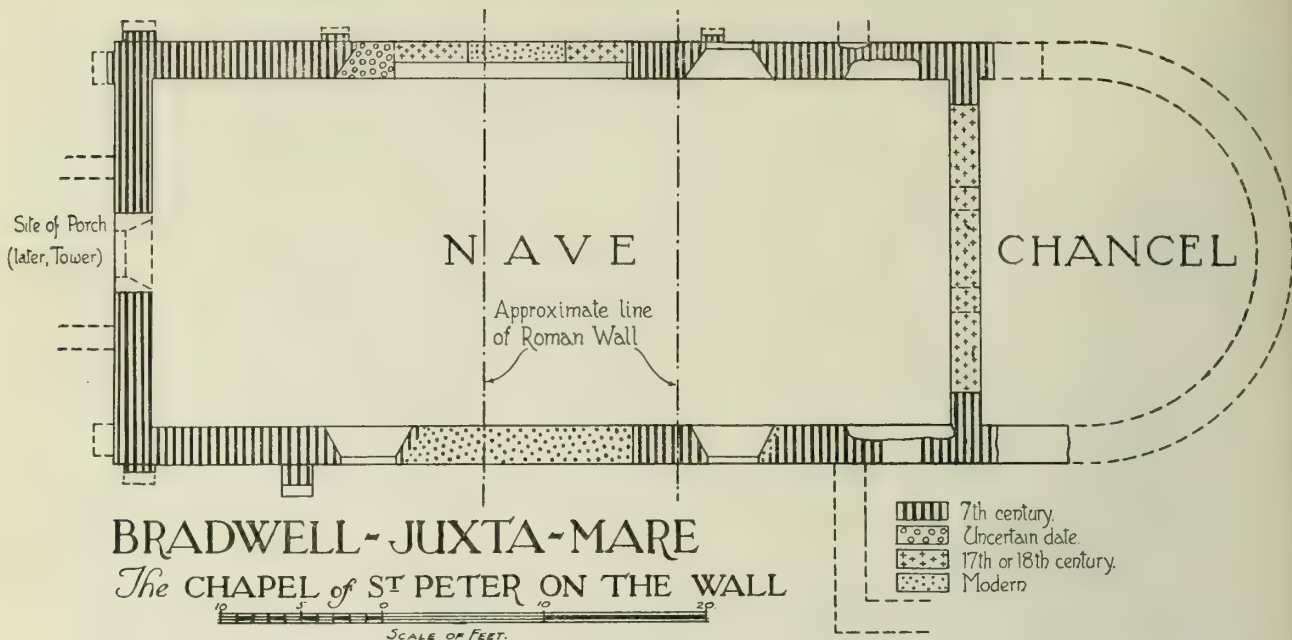 Site of Porch
(later, Tower)
NAVE
CHANCEL
Approximate line
of Roman Wall
BRADWELL-JUXTA-MARE
The CHAPEL of ST PETER ON THE WALL
10 5 0 10 20
SCALE OF FEET.
7th century.
Uncertain date.
17th or 18th century.
Modern